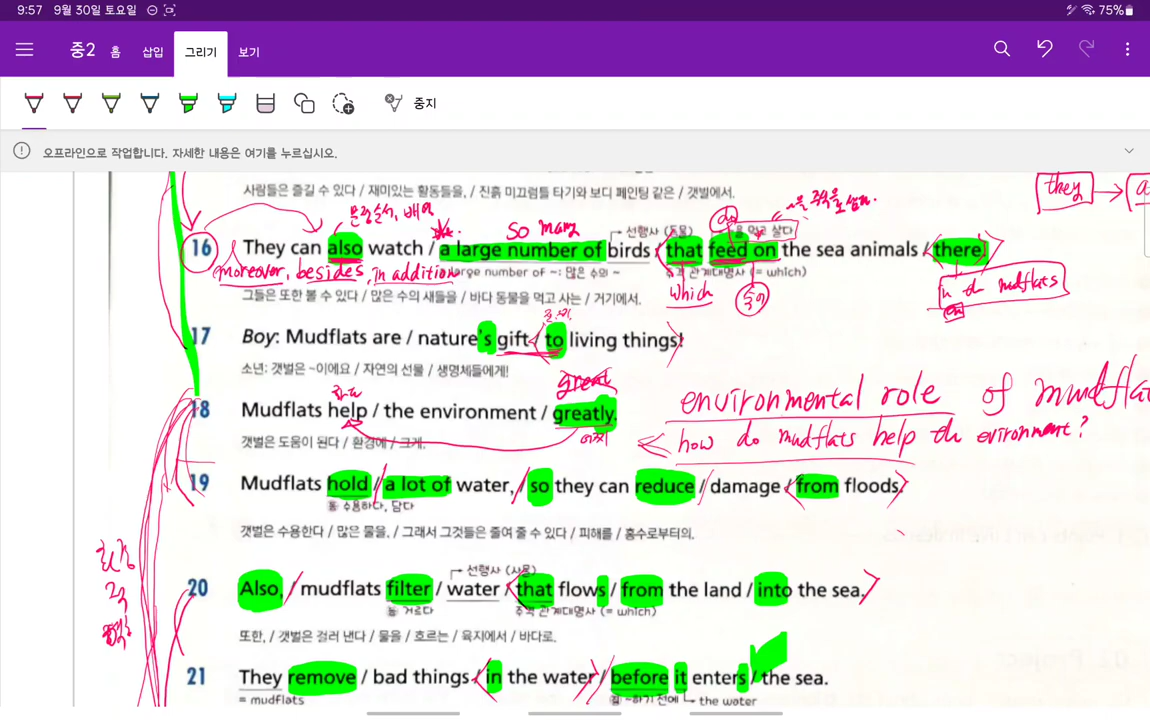 9:57 9월 30일 토요일 75%
중2 홈 삽입 그리기 보기
중지
오프라인으로 작업합니다. 자세한 내용은 여기를 누르십시오.
사람들은 즐길 수 있다 / 재미있는 활동들을, / 진흙 미끄럼틀 타기와 보디 페인팅 같은 / 갯벌에서.
they → a
so many 선행사 (동물) 을 먹고 살다
16 They can also watch / a large number of birds / that feed on the sea animals / there.
moreover, besides, in addition large number of ~: 많은 수의 ~ 주격 관계대명사 (= which)
which in the mudflats
그들은 또한 볼 수 있다 / 많은 수의 새들을 / 바다 동물을 먹고 사는 / 거기에서.
17 Boy: Mudflats are / nature's gift / to living things!
소년: 갯벌은 ~이에요 / 자연의 선물 / 생명체들에게!
great
18 Mudflats help / the environment / greatly.
environmental role of mudflat
갯벌은 도움이 된다 / 환경에 / 크게.
how do mudflats help the evironment?
19 Mudflats hold / a lot of water, / so they can reduce / damage / from floods.
동 수용하다, 담다
갯벌은 수용한다 / 많은 물을, / 그래서 그것들은 줄여 줄 수 있다 / 피해를 / 홍수로부터의.
선행사 (사물)
20 Also, / mudflats filter / water / that flows / from the land / into the sea.
동 거르다 주격 관계대명사 (= which)
또한, / 갯벌은 걸러 낸다 / 물을 / 흐르는 / 육지에서 / 바다로.
21 They remove / bad things / in the water / before it enters / the sea.
= mudflats 접 ~하기 전에 the water